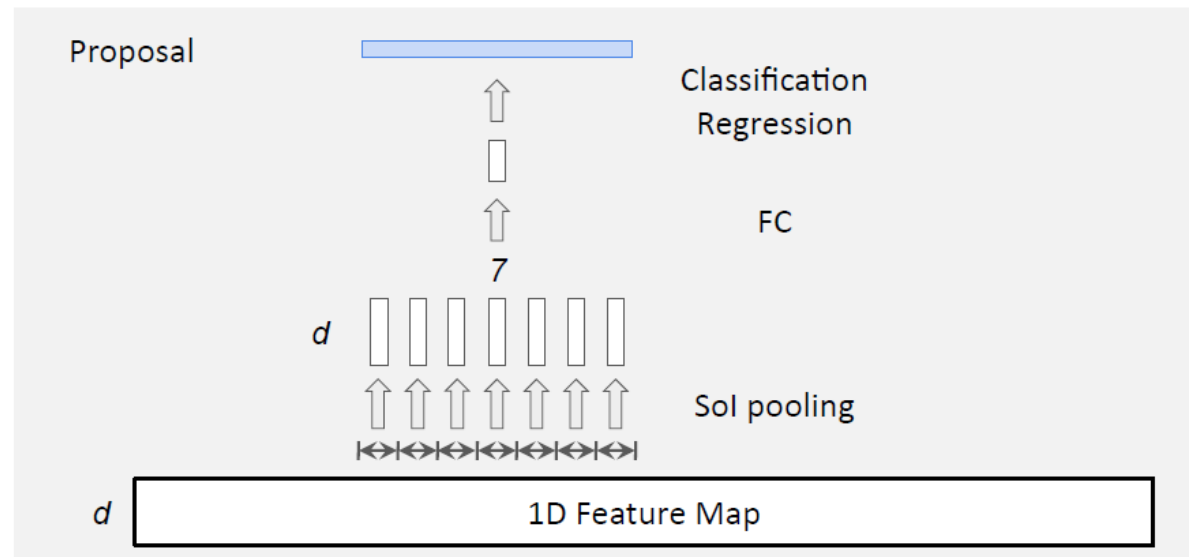 Proposal
Classification
Regression
FC
7
d
SoI pooling
d
1D Feature Map